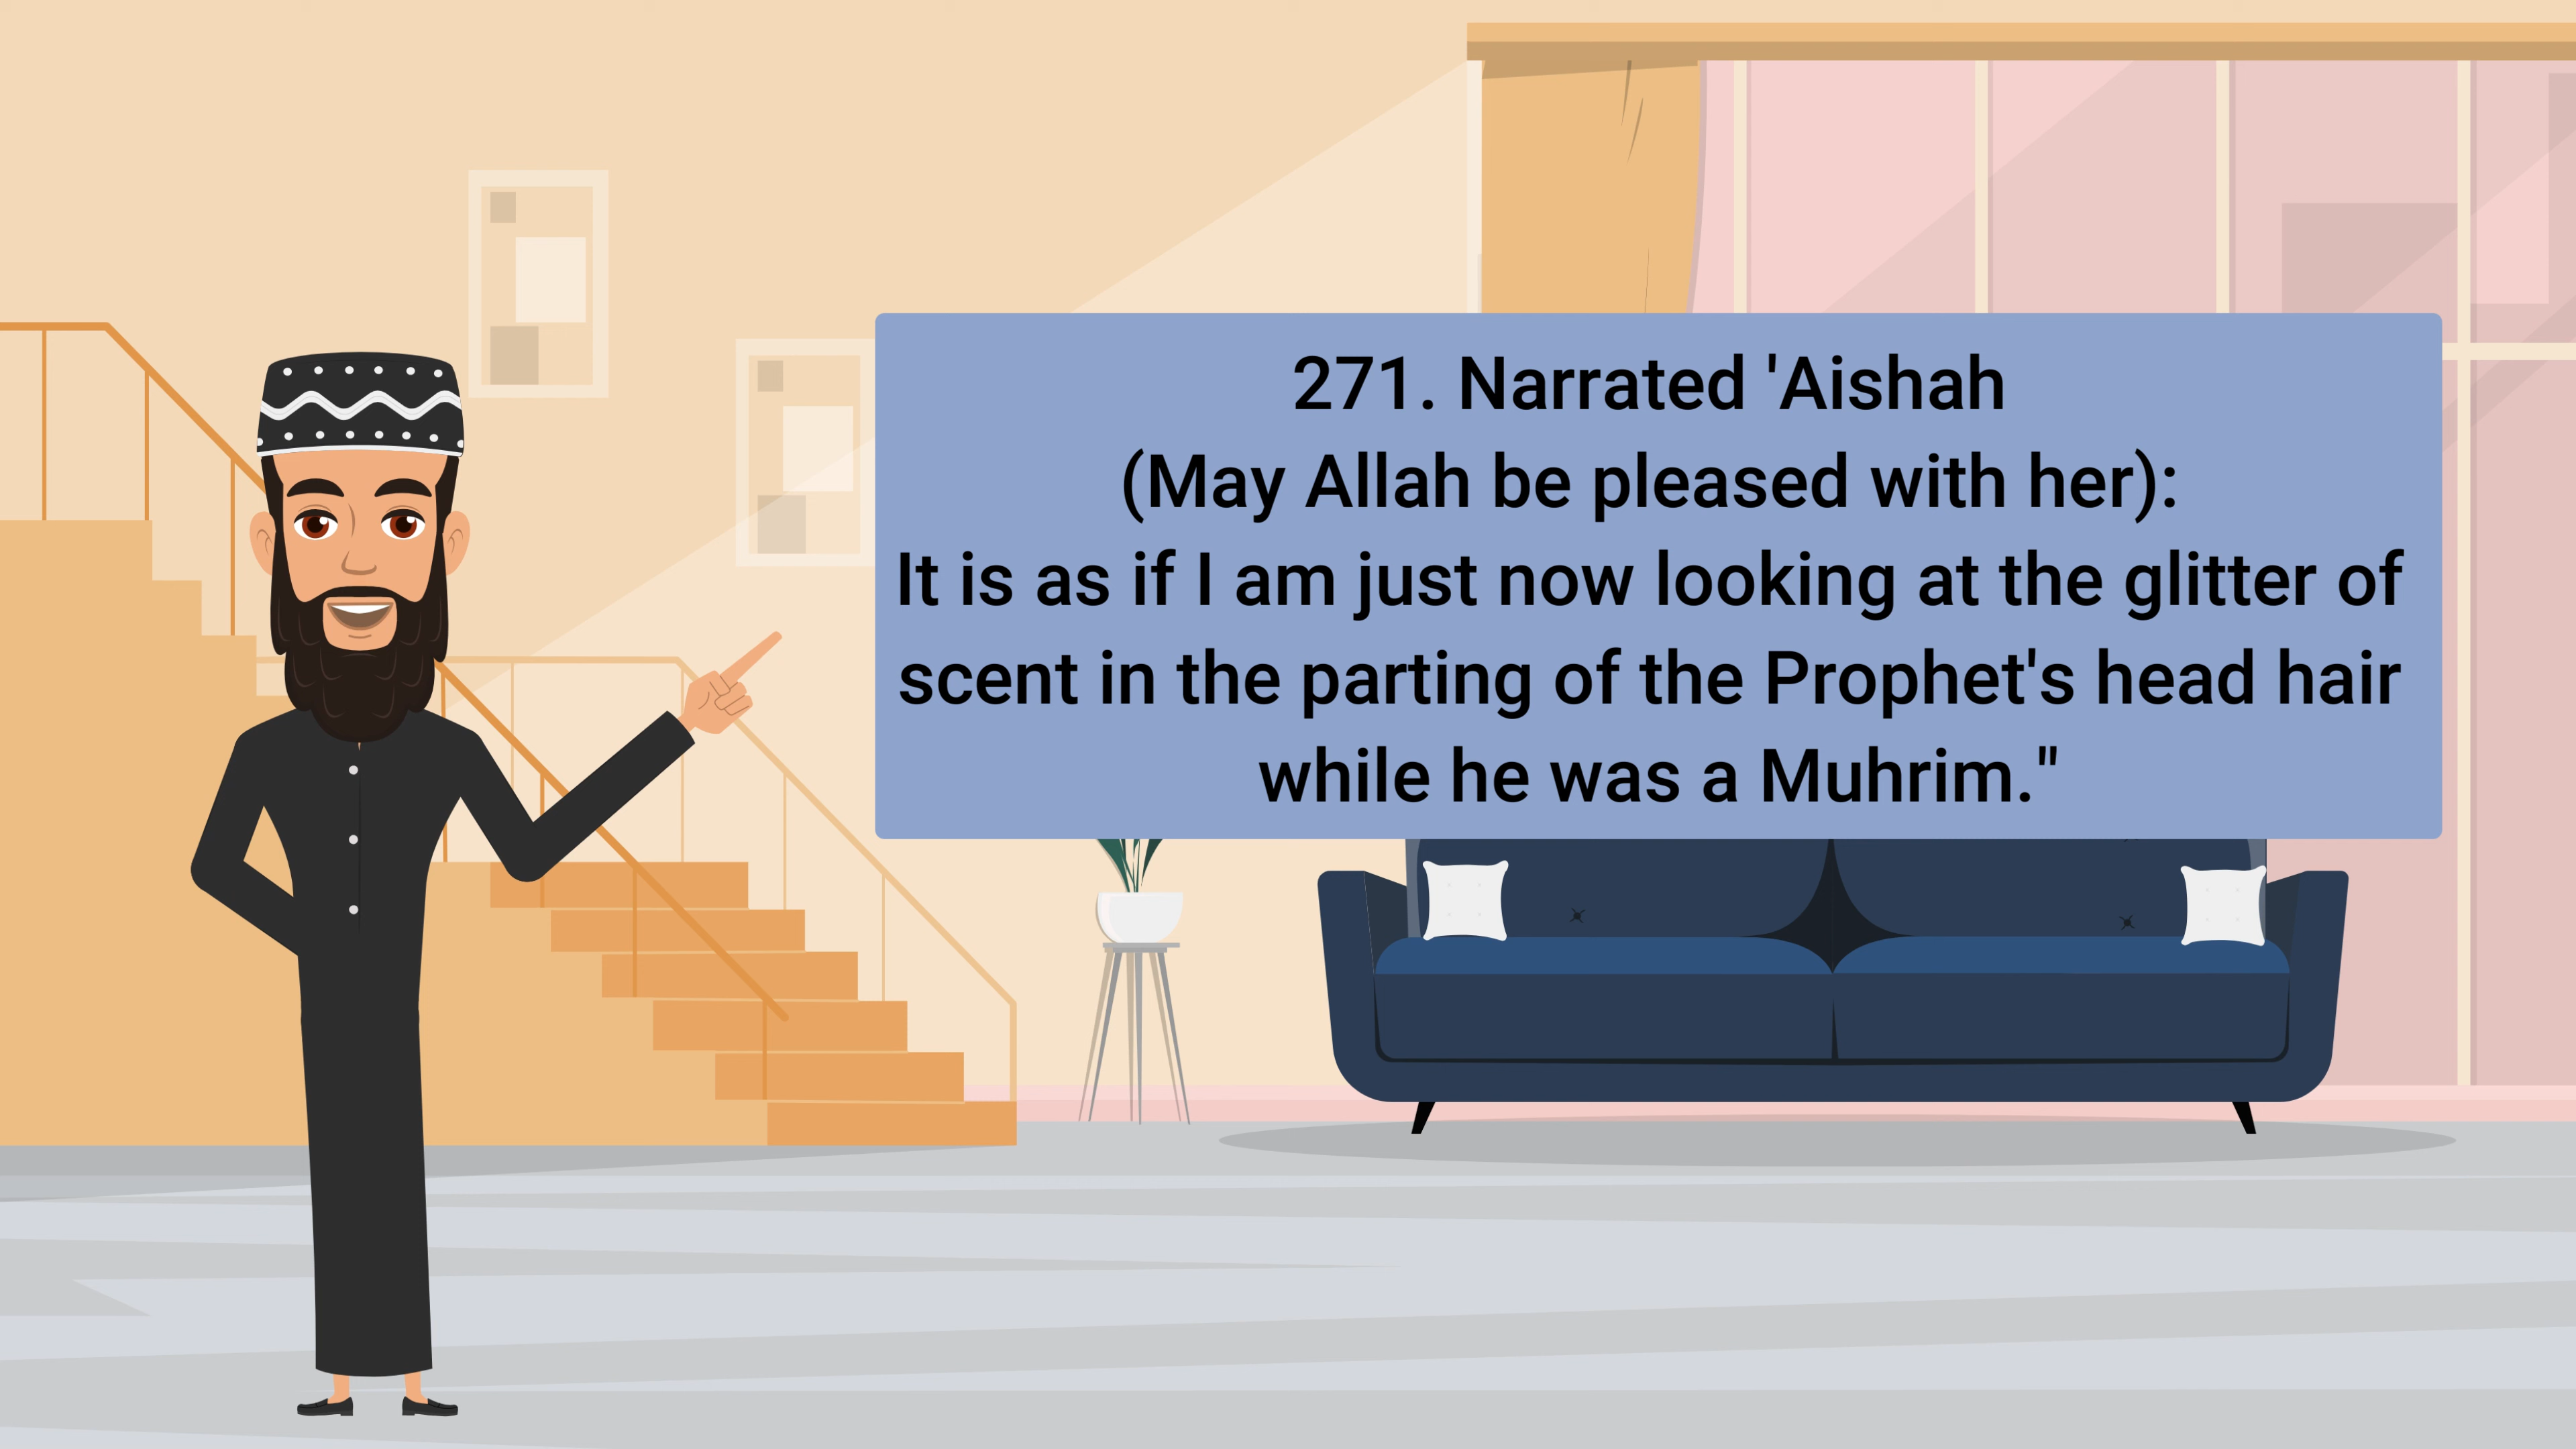 271. Narrated 'Aishah
(May Allah be pleased with her):
It is as if I am just now looking at the glitter of
scent in the parting of the Prophet's head hair
while he was a Muhrim."